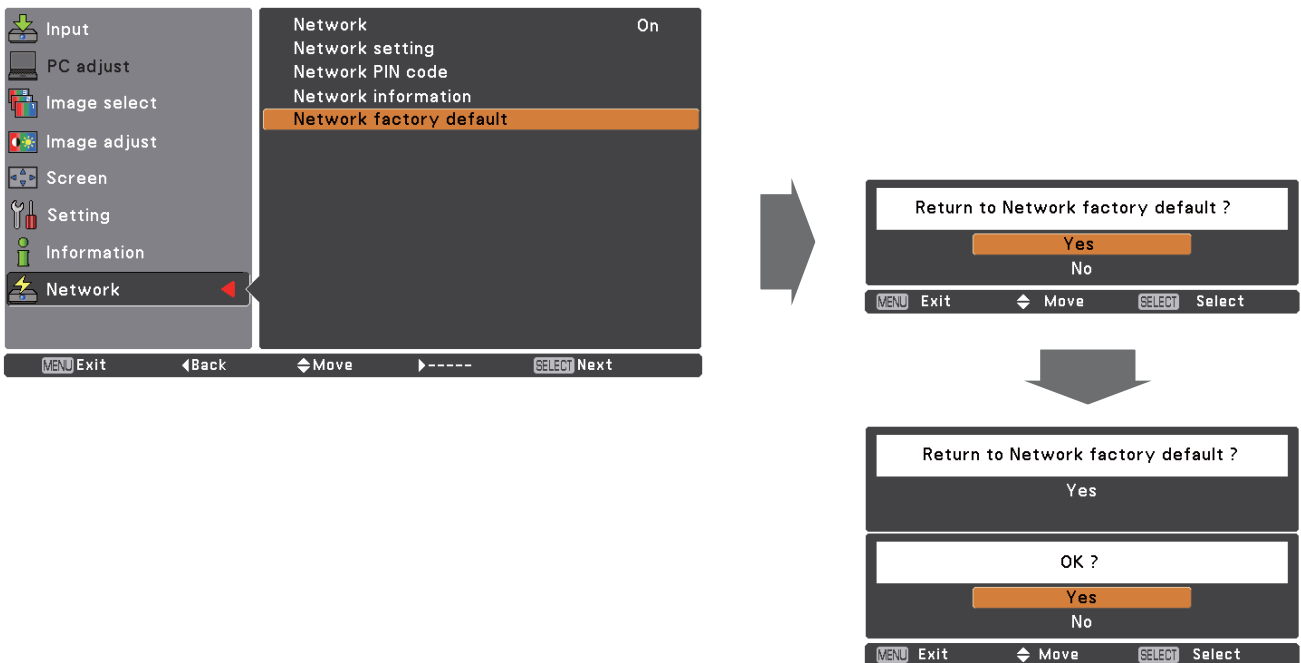 Input
PC adjust
Image select
Image adjust
Screen
Setting
Information
Network
Network On
Network setting
Network PIN code
Network information
Network factory default
MENU Exit ◀Back Move ▶----- SELECT Next
Return to Network factory default ?
Yes
No
MENU Exit Move SELECT Select
Return to Network factory default ?
Yes
OK ?
Yes
No
MENU Exit Move SELECT Select